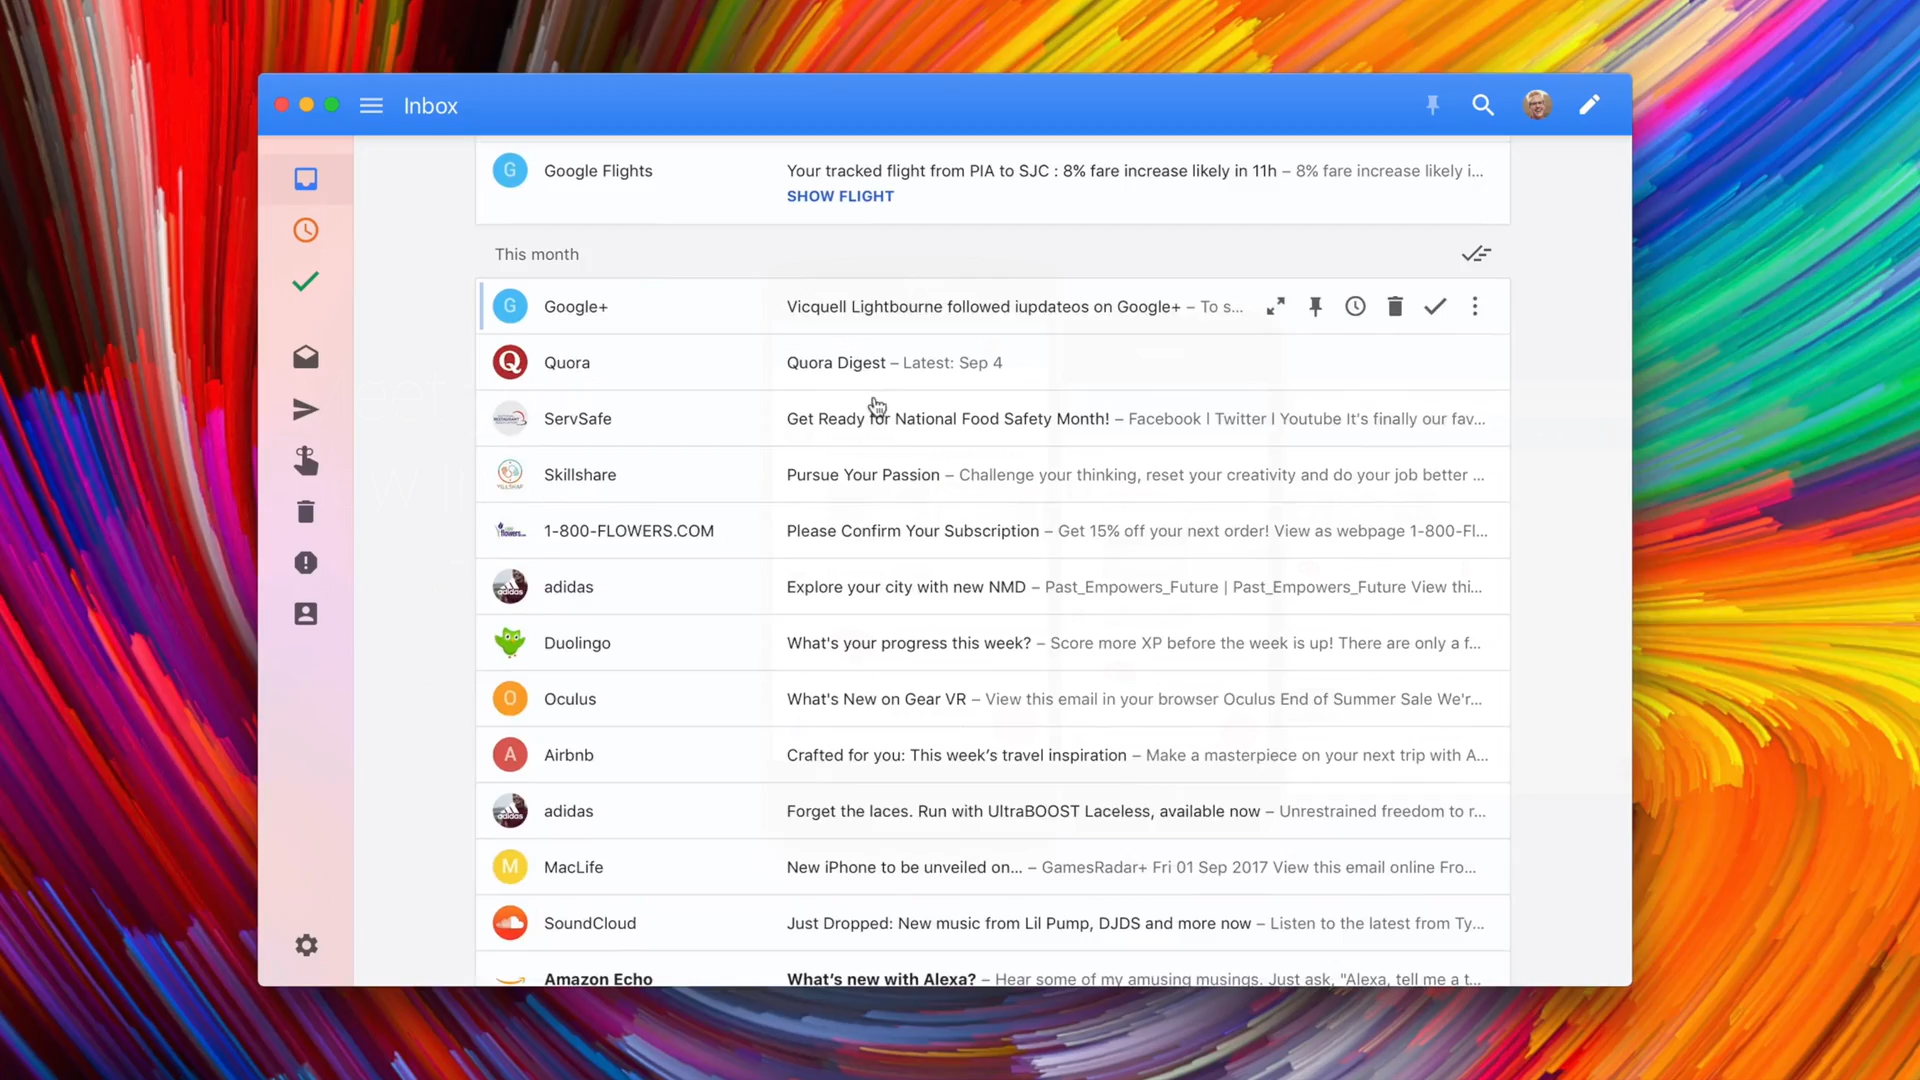 Inbox
G Google Flights Your tracked flight from PIA to SJC : 8% fare increase likely in 11h – 8% fare increase likely i...
SHOW FLIGHT
This month
G Google+ Vicquell Lightbourne followed iupdateos on Google+ – To s...
Q Quora Quora Digest – Latest: Sep 4
ServSafe Get Ready for National Food Safety Month! – Facebook l Twitter l Youtube It's finally our fav...
Skillshare Pursue Your Passion – Challenge your thinking, reset your creativity and do your job better ...
1-800-FLOWERS.COM Please Confirm Your Subscription – Get 15% off your next order! View as webpage 1-800-Fl...
adidas adidas Explore your city with new NMD – Past_Empowers_Future | Past_Empowers_Future View thi...
Duolingo What's your progress this week? – Score more XP before the week is up! There are only a f...
O Oculus What's New on Gear VR – View this email in your browser Oculus End of Summer Sale We'r...
A Airbnb Crafted for you: This week’s travel inspiration – Make a masterpiece on your next trip with A...
adidas adidas Forget the laces. Run with UltraBOOST Laceless, available now – Unrestrained freedom to r...
M MacLife New iPhone to be unveiled on... – GamesRadar+ Fri 01 Sep 2017 View this email online Fro...
SoundCloud Just Dropped: New music from Lil Pump, DJDS and more now – Listen to the latest from Ty...
Amazon Echo What’s new with Alexa? – Hear some of my amusing musings. Just ask, "Alexa, tell me a t...